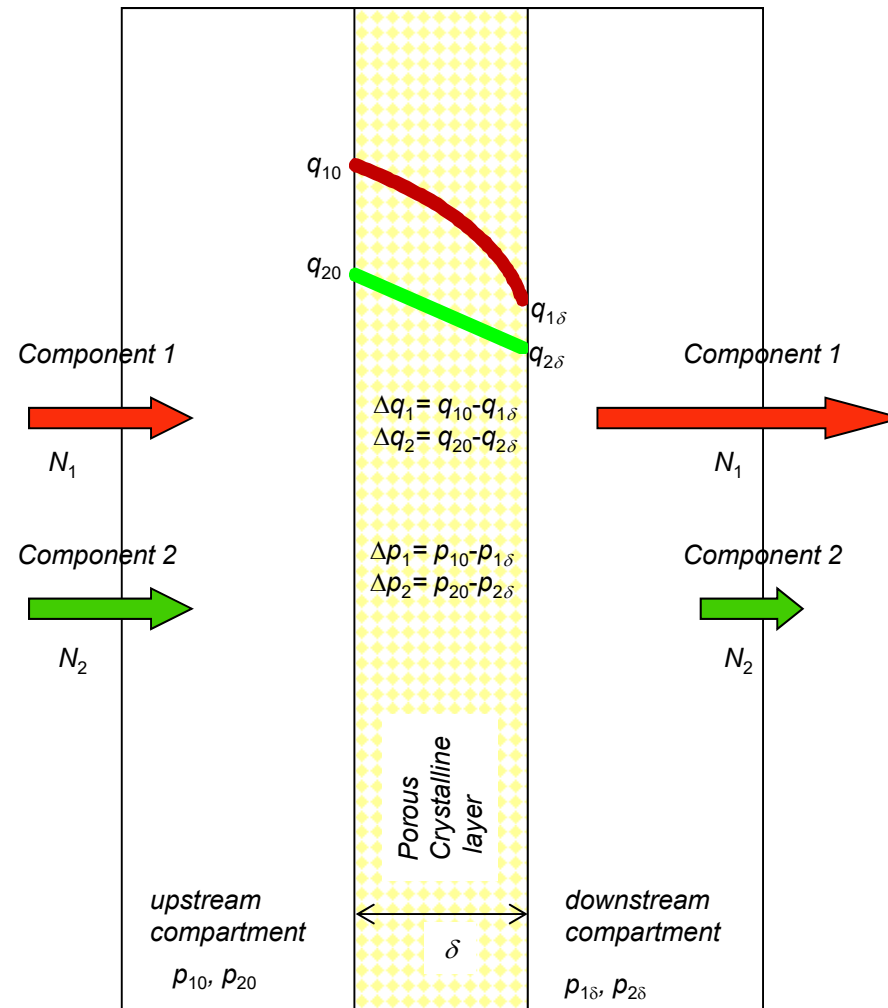 q₁₀
q₂₀
q₁δ
q₂δ
Component 1
Component 1
Δq₁= q₁₀-q₁δ
Δq₂= q₂₀-q₂δ
N₁
N₁
Component 2
Component 2
Δp₁= p₁₀-p₁δ
Δp₂= p₂₀-p₂δ
N₂
N₂
Porous
Crystalline
layer
upstream
compartment
p₁₀, p₂₀
δ
downstream
compartment
p₁δ, p₂δ